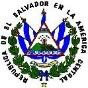 REPUBLICA DE EL SALVADOR EN LA AMERICA CENTRAL